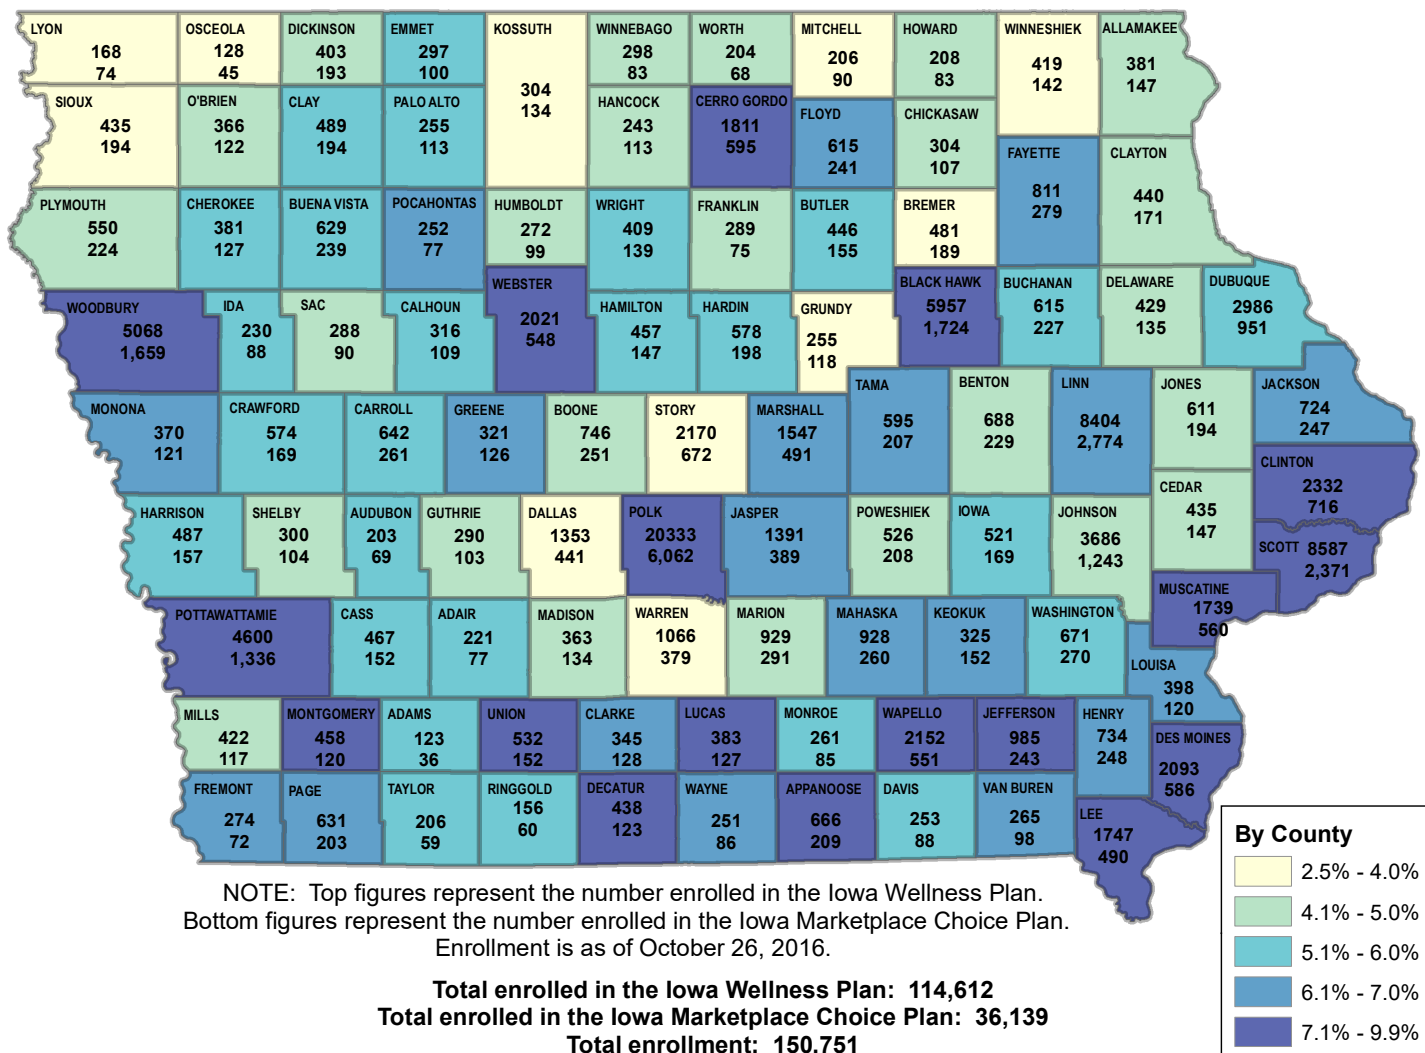 LYON
168
74
OSCEOLA
128
45
DICKINSON
403
193
EMMET
297
100
KOSSUTH
304
134
WINNEBAGO
298
83
WORTH
204
68
MITCHELL
206
90
HOWARD
208
83
WINNESHIEK
419
142
ALLAMAKEE
381
147
SIOUX
435
194
O'BRIEN
366
122
CLAY
489
194
PALO ALTO
255
113
HANCOCK
243
113
CERRO GORDO
1811
595
FLOYD
615
241
CHICKASAW
304
107
FAYETTE
811
279
CLAYTON
440
171
PLYMOUTH
550
224
CHEROKEE
381
127
BUENA VISTA
629
239
POCAHONTAS
252
77
HUMBOLDT
272
99
WRIGHT
409
139
FRANKLIN
289
75
BUTLER
446
155
BREMER
481
189
WOODBURY
5068
1,659
IDA
230
88
SAC
288
90
CALHOUN
316
109
WEBSTER
2021
548
HAMILTON
457
147
HARDIN
578
198
GRUNDY
255
118
BLACK HAWK
5957
1,724
BUCHANAN
615
227
DELAWARE
429
135
DUBUQUE
2986
951
MONONA
370
121
CRAWFORD
574
169
CARROLL
642
261
GREENE
321
126
BOONE
746
251
STORY
2170
672
MARSHALL
1547
491
TAMA
595
207
BENTON
688
229
LINN
8404
2,774
JONES
611
194
JACKSON
724
247
CLINTON
2332
716
HARRISON
487
157
SHELBY
300
104
AUDUBON
203
69
GUTHRIE
290
103
DALLAS
1353
441
POLK
20333
6,062
JASPER
1391
389
POWESHIEK
526
208
IOWA
521
169
JOHNSON
3686
1,243
CEDAR
435
147
SCOTT 8587
2,371
MUSCATINE
1739
560
POTTAWATTAMIE
4600
1,336
CASS
467
152
ADAIR
221
77
MADISON
363
134
WARREN
1066
379
MARION
929
291
MAHASKA
928
260
KEOKUK
325
152
WASHINGTON
671
270
LOUISA
398
120
MILLS
422
117
MONTGOMERY
458
120
ADAMS
123
36
UNION
532
152
CLARKE
345
128
LUCAS
383
127
MONROE
261
85
WAPELLO
2152
551
JEFFERSON
985
243
HENRY
734
248
DES MOINES
2093
586
FREMONT
274
72
PAGE
631
203
TAYLOR
206
59
RINGGOLD
156
60
DECATUR
438
123
WAYNE
251
86
APPANOOSE
666
209
DAVIS
253
88
VAN BUREN
265
98
LEE
1747
490
NOTE: Top figures represent the number enrolled in the Iowa Wellness Plan.
Bottom figures represent the number enrolled in the Iowa Marketplace Choice Plan.
Enrollment is as of October 26, 2016.
Total enrolled in the Iowa Wellness Plan: 114,612
Total enrolled in the Iowa Marketplace Choice Plan: 36,139
Total enrollment: 150,751
By County
2.5% - 4.0%
4.1% - 5.0%
5.1% - 6.0%
6.1% - 7.0%
7.1% - 9.9%